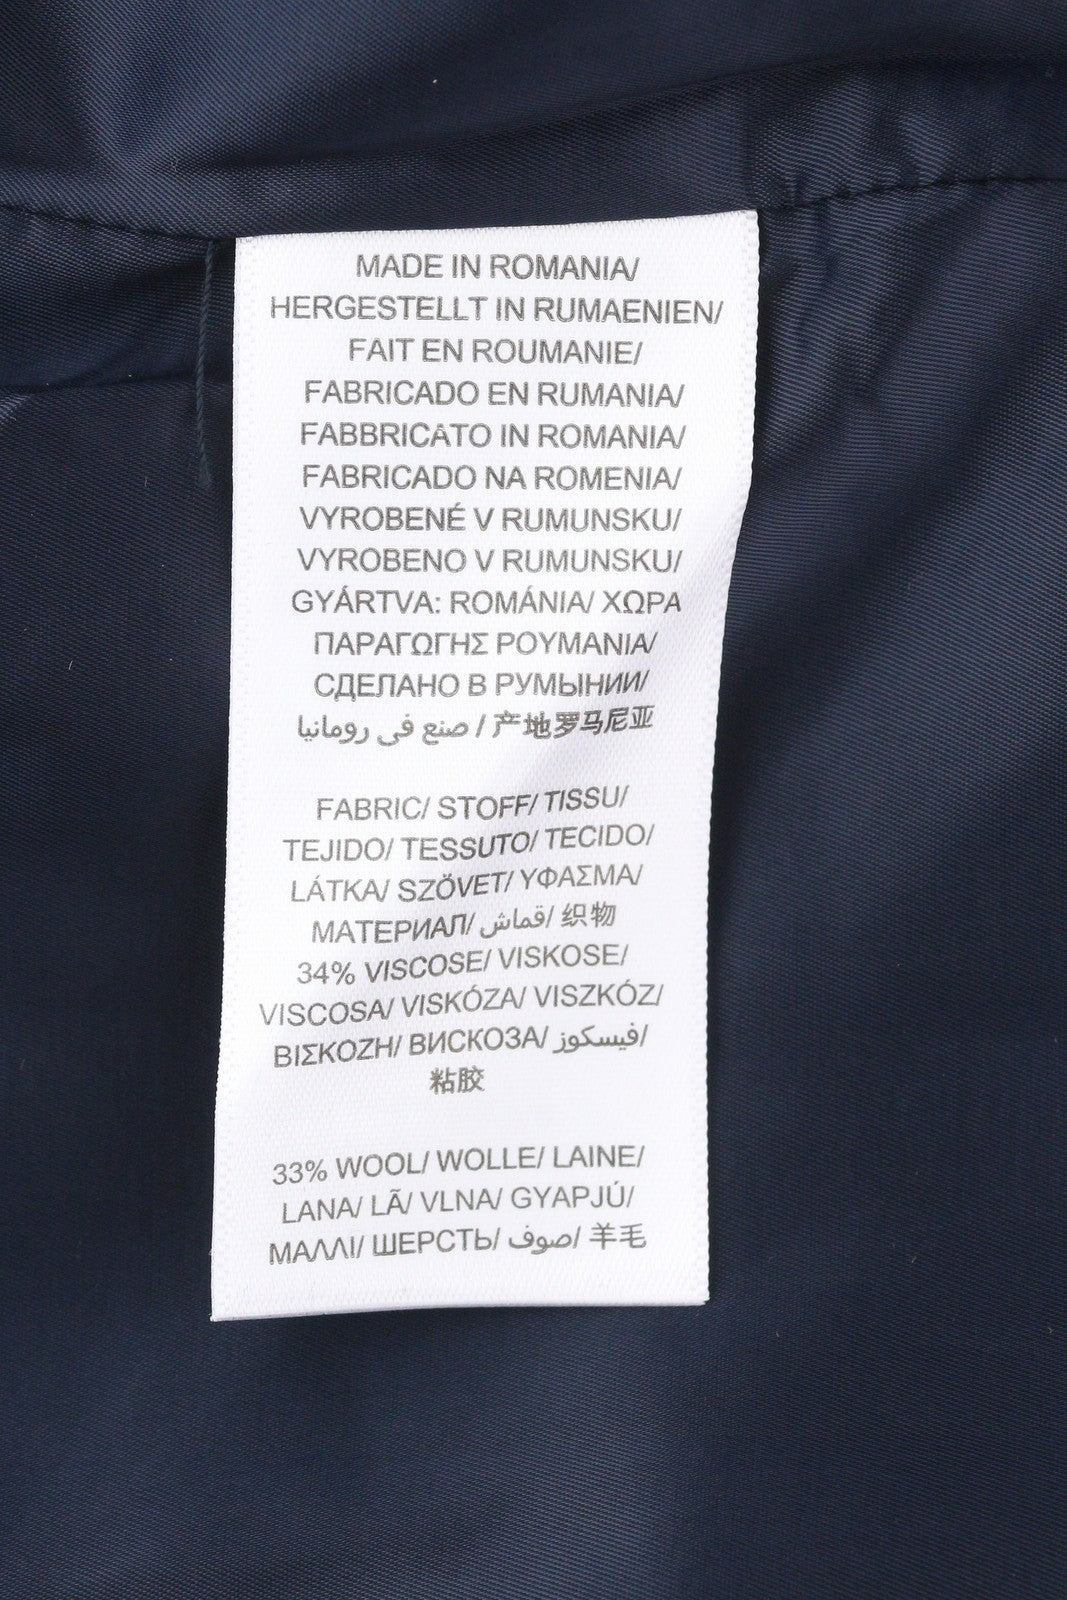 MADE IN ROMANIA/
HERGESTELLT IN RUMAENIEN/
FAIT EN ROUMANIE/
FABRICADO EN RUMANIA/
FABBRICATO IN ROMANIA/
FABRICADO NA ROMENIA/
VYROBENÉ V RUMUNSKU/
VYROBENO V RUMUNSKU/
GYÁRTVA: ROMÁNIA/ ΧΩΡΑ
ΠΑΡΑΓΩΓΗΣ ΡΟΥΜΑΝΙΑ/
СДЕЛАНО В РУМЫНИИ/
صنع في رومانيا / 产地罗马尼亚
FABRIC/ STOFF/ TISSU/
TEJIDO/ TESSUTO/ TECIDO/
LÁTKA/ SZÖVET/ ΥΦΑΣΜΑ/
МАТЕРИАЛ/ قماش/ 织物
34% VISCOSE/ VISKOSE/
VISCOSA/ VISKÓZA/ VISZKÓZ/
ΒΙΣΚΟΖΗ/ ВИСКОЗА/ فيسكوز/
粘胶
33% WOOL/ WOLLE/ LAINE/
LANA/ LÃ/ VLNA/ GYAPJÚ/
ΜΑΛΛΙ/ ШЕРСТЬ/ صوف/ 羊毛